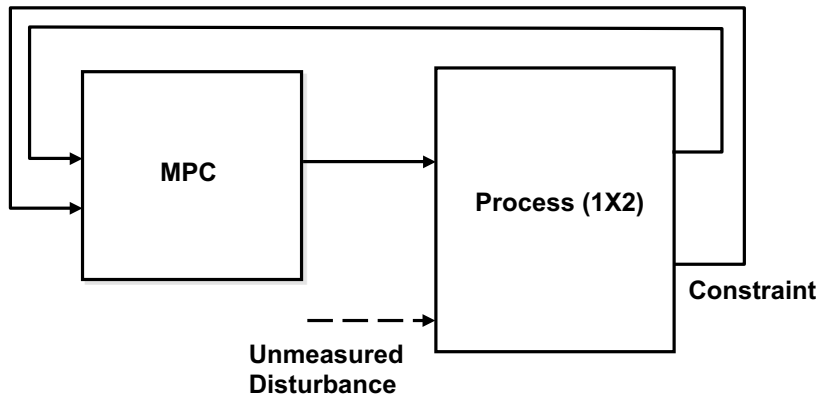 MPC
Process (1X2)
Constraint
Unmeasured
Disturbance